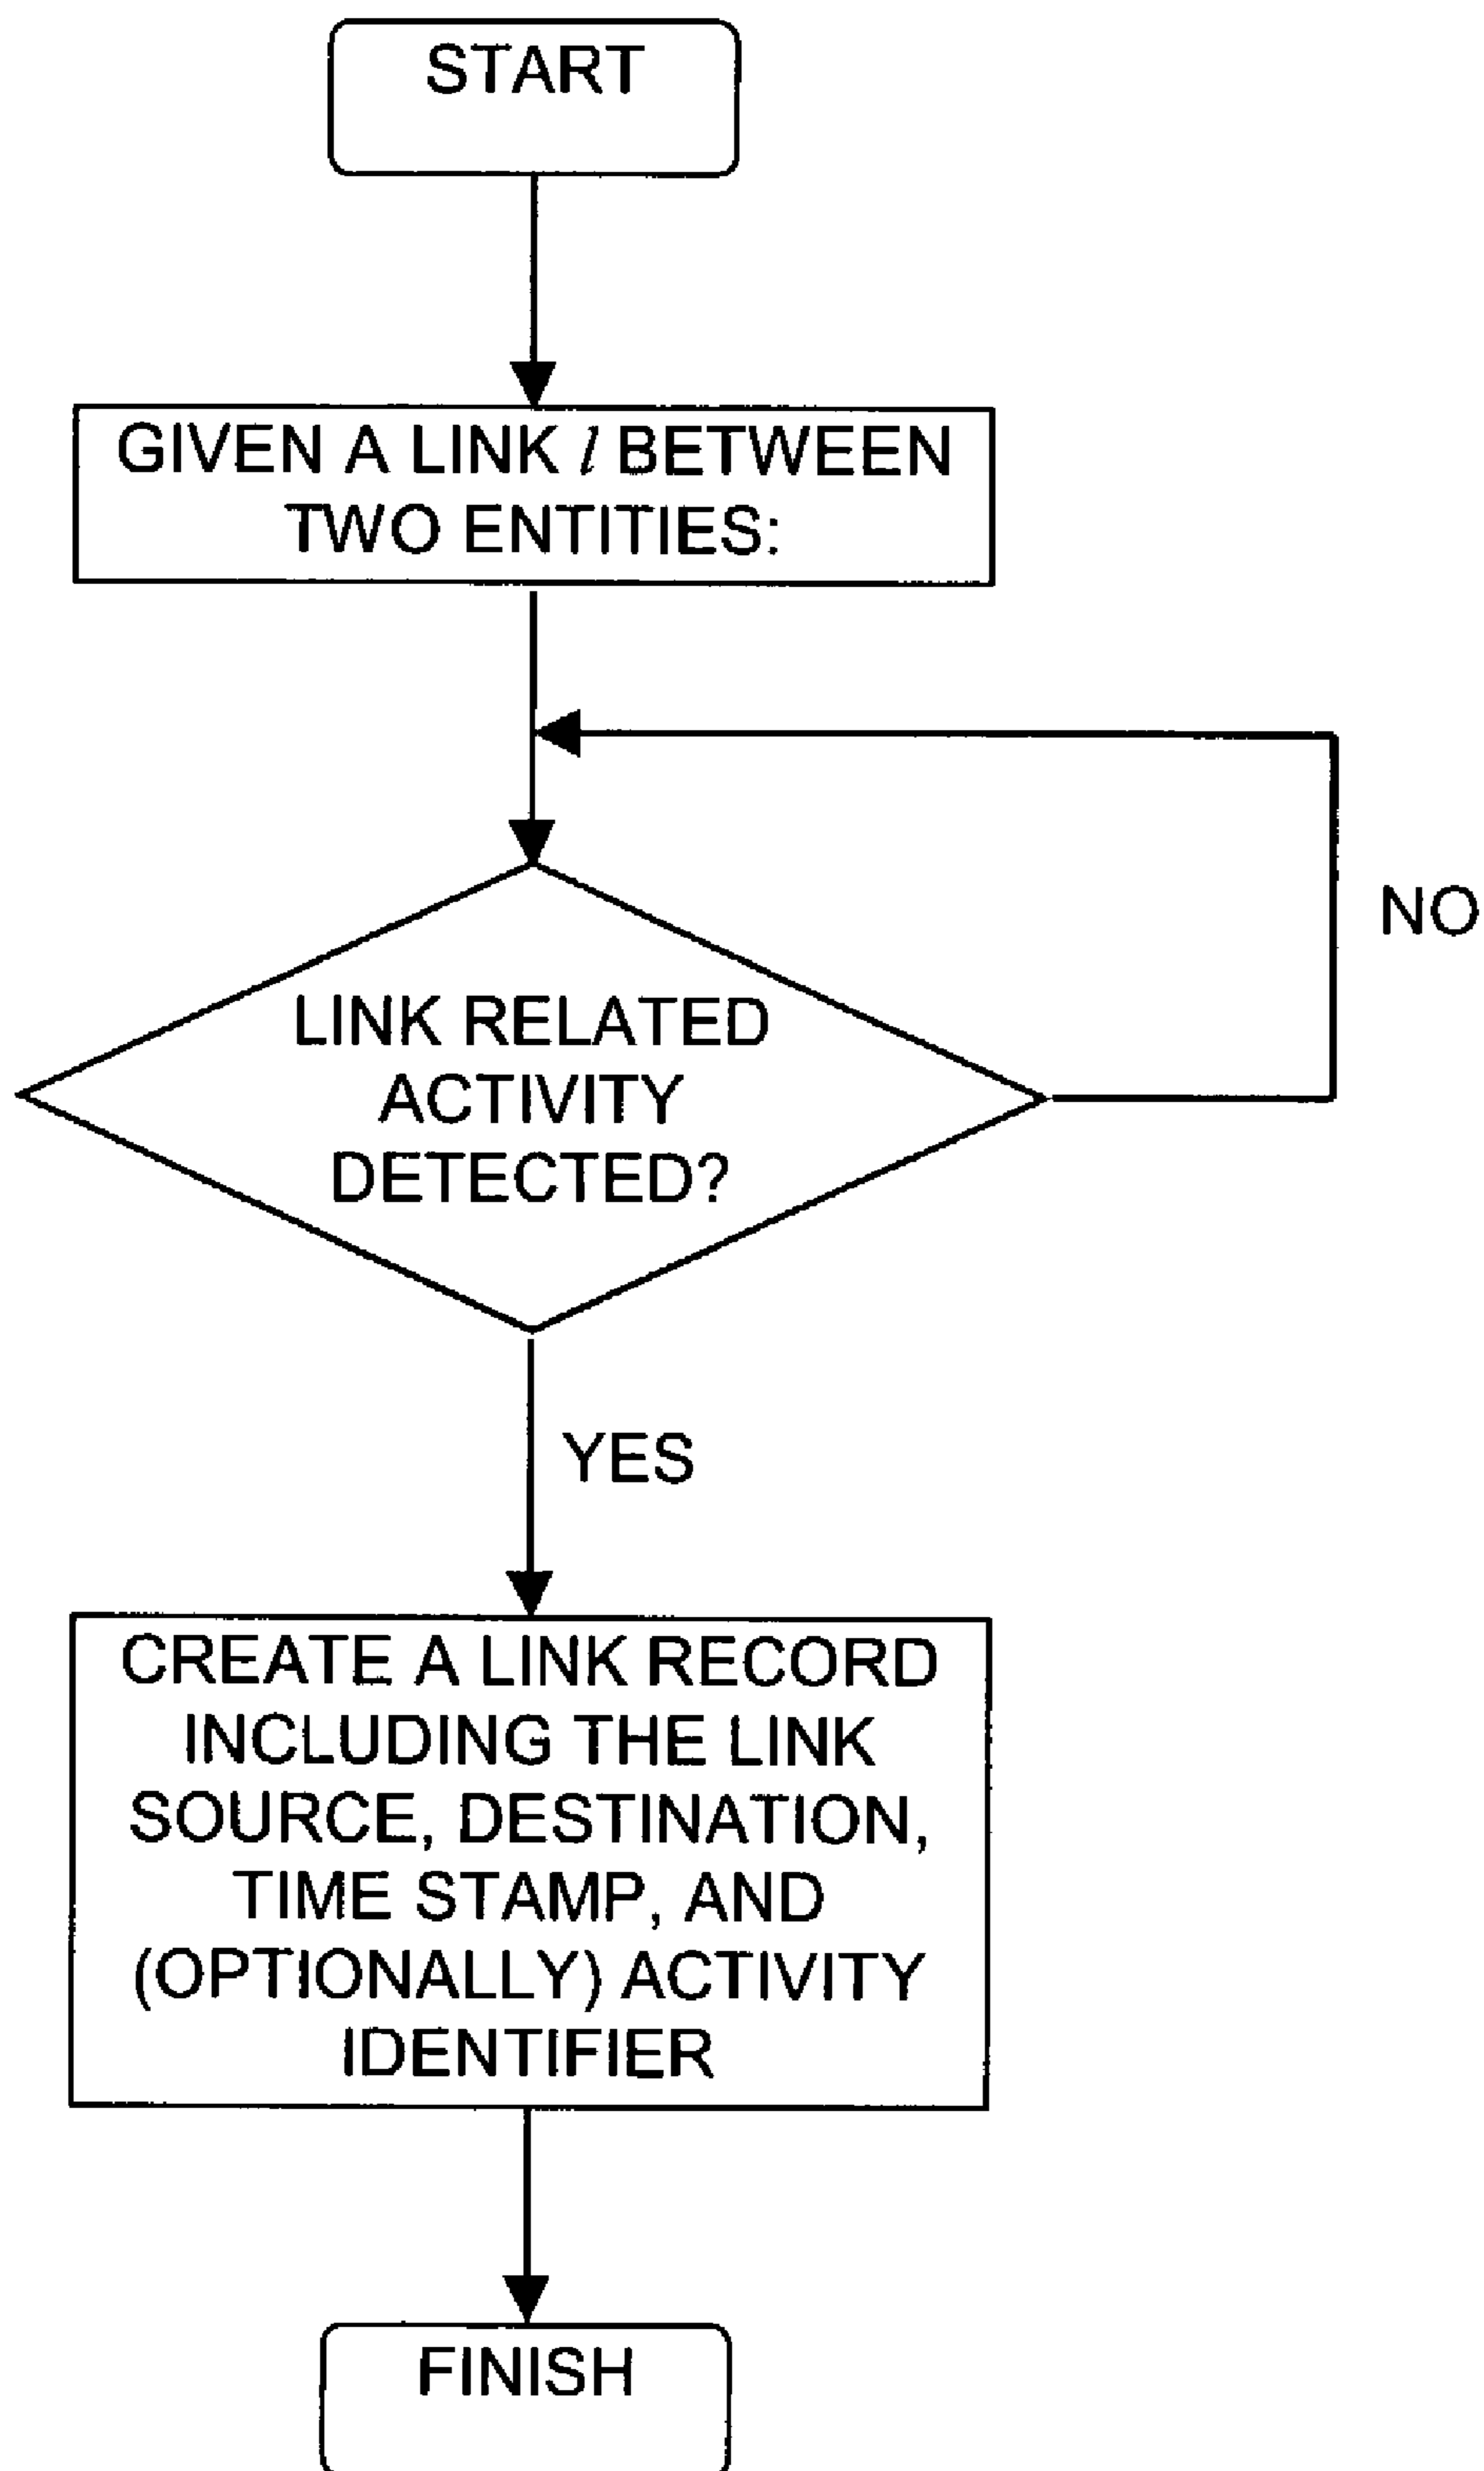 START
GIVEN A LINK l BETWEEN
TWO ENTITIES:
NO
LINK RELATED
ACTIVITY
DETECTED?
YES
CREATE A LINK RECORD
INCLUDING THE LINK
SOURCE, DESTINATION,
TIME STAMP, AND
(OPTIONALLY) ACTIVITY
IDENTIFIER
FINISH